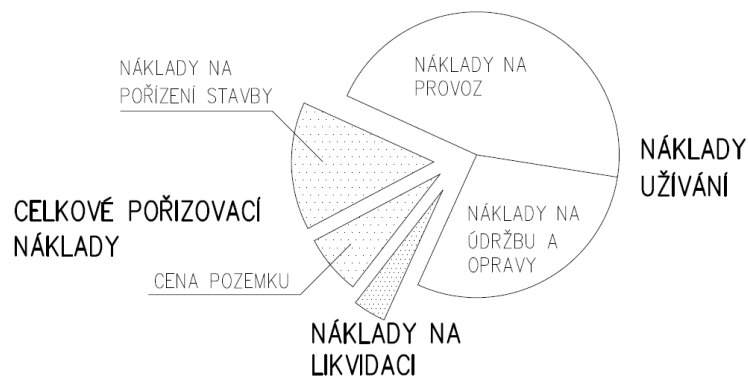 NÁKLADY NA
POŘÍZENÍ STAVBY
NÁKLADY NA
PROVOZ
NÁKLADY
UŽÍVÁNÍ
CELKOVÉ POŘIZOVACÍ
NÁKLADY
NÁKLADY NA
ÚDRŽBU A
OPRAVY
CENA POZEMKU
NÁKLADY NA
LIKVIDACI